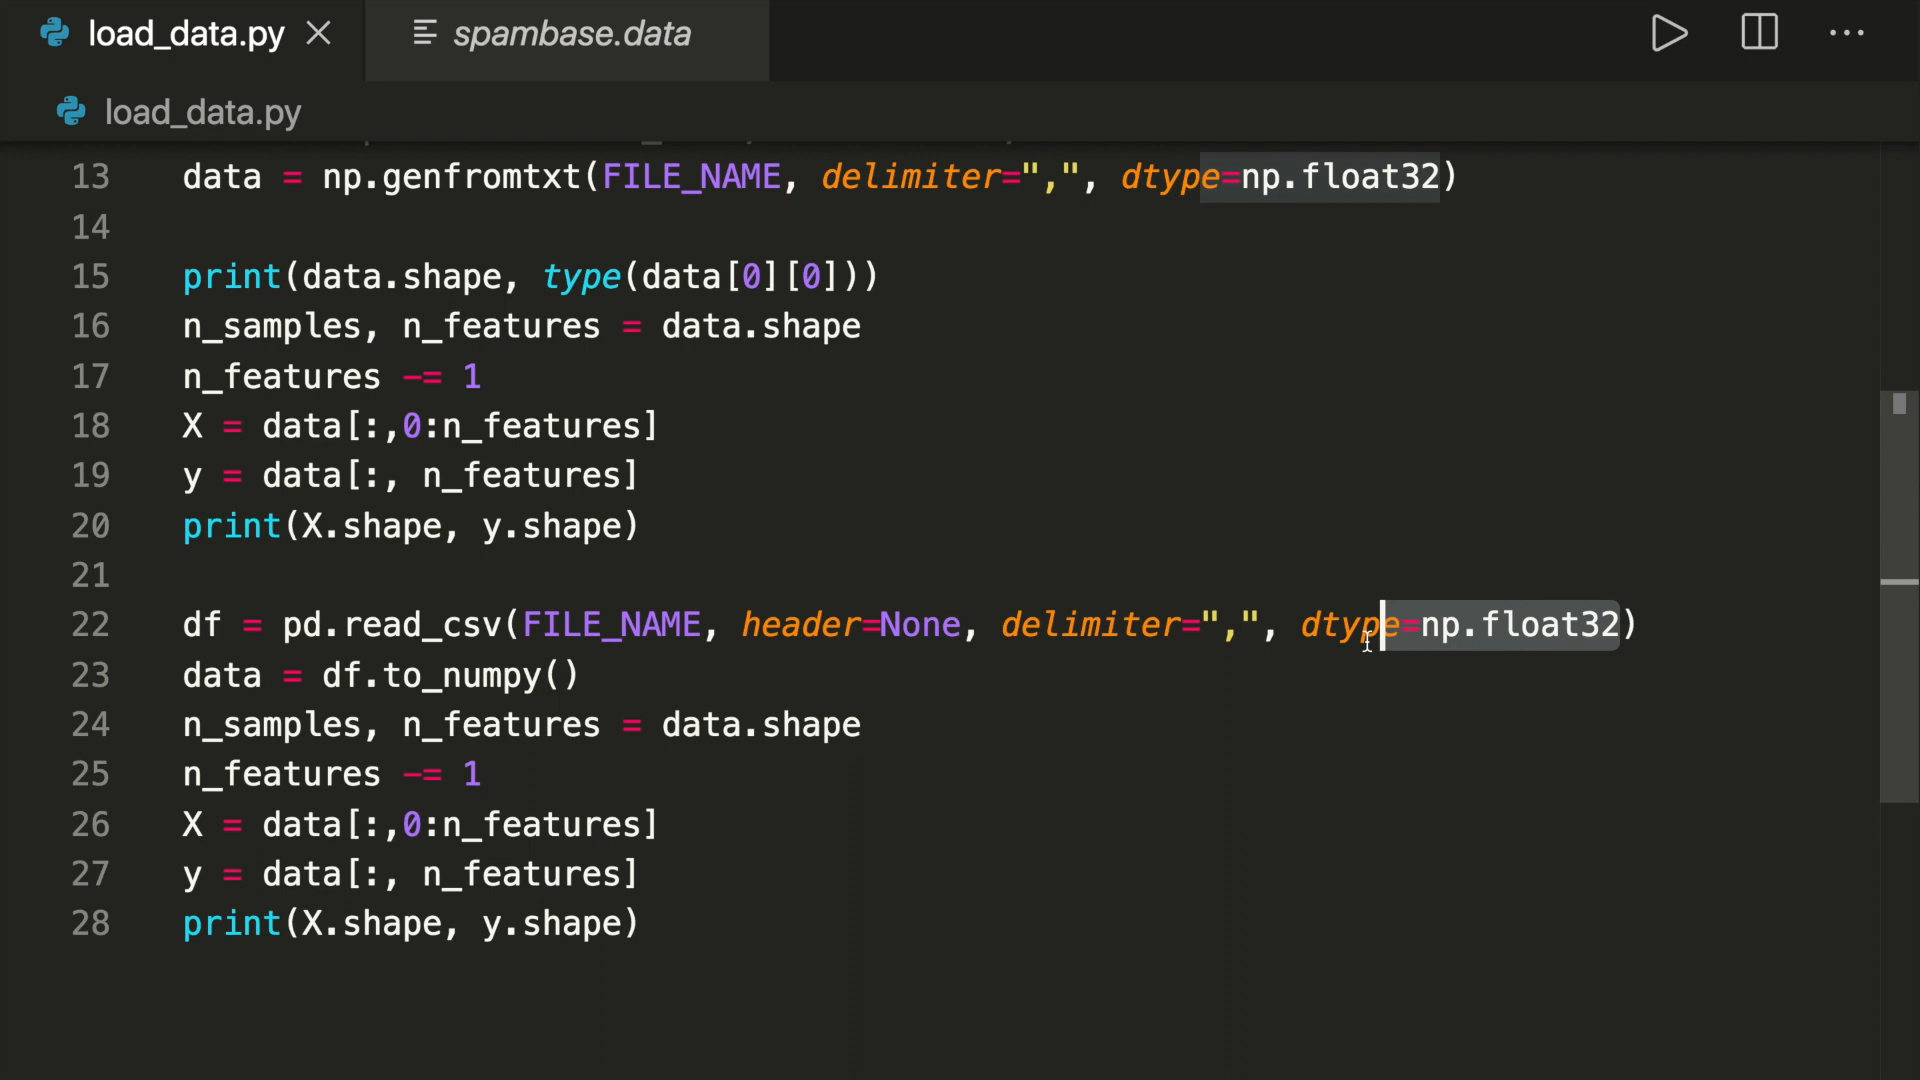 load_data.py
spambase.data
load_data.py
13 data = np.genfromtxt(FILE_NAME, delimiter=",", dtype=np.float32)
14
15 print(data.shape, type(data[0][0]))
16 n_samples, n_features = data.shape
17 n_features -= 1
18 X = data[:,0:n_features]
19 y = data[:, n_features]
20 print(X.shape, y.shape)
21
22 df = pd.read_csv(FILE_NAME, header=None, delimiter=",", dtype=np.float32)
23 data = df.to_numpy()
24 n_samples, n_features = data.shape
25 n_features -= 1
26 X = data[:,0:n_features]
27 y = data[:, n_features]
28 print(X.shape, y.shape)